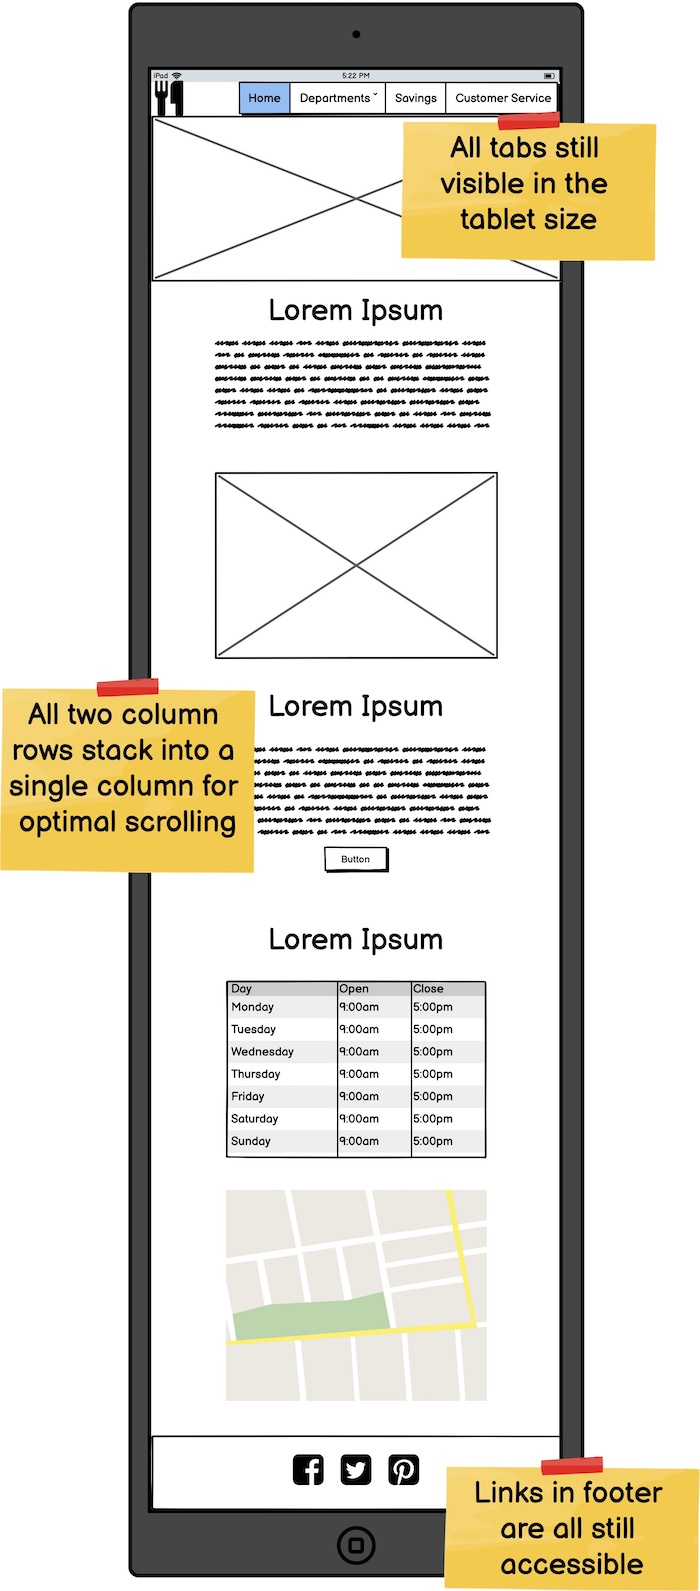 iPad 5:22 PM
Home Departments Savings Customer Service
All tabs still
visible in the
tablet size
Lorem Ipsum
All two column
rows stack into a
single column for
optimal scrolling
Lorem Ipsum
Button
Lorem Ipsum
Day Open Close
Monday 9:00am 5:00pm
Tuesday 9:00am 5:00pm
Wednesday 9:00am 5:00pm
Thursday 9:00am 5:00pm
Friday 9:00am 5:00pm
Saturday 9:00am 5:00pm
Sunday 9:00am 5:00pm
Links in footer
are all still
accessible